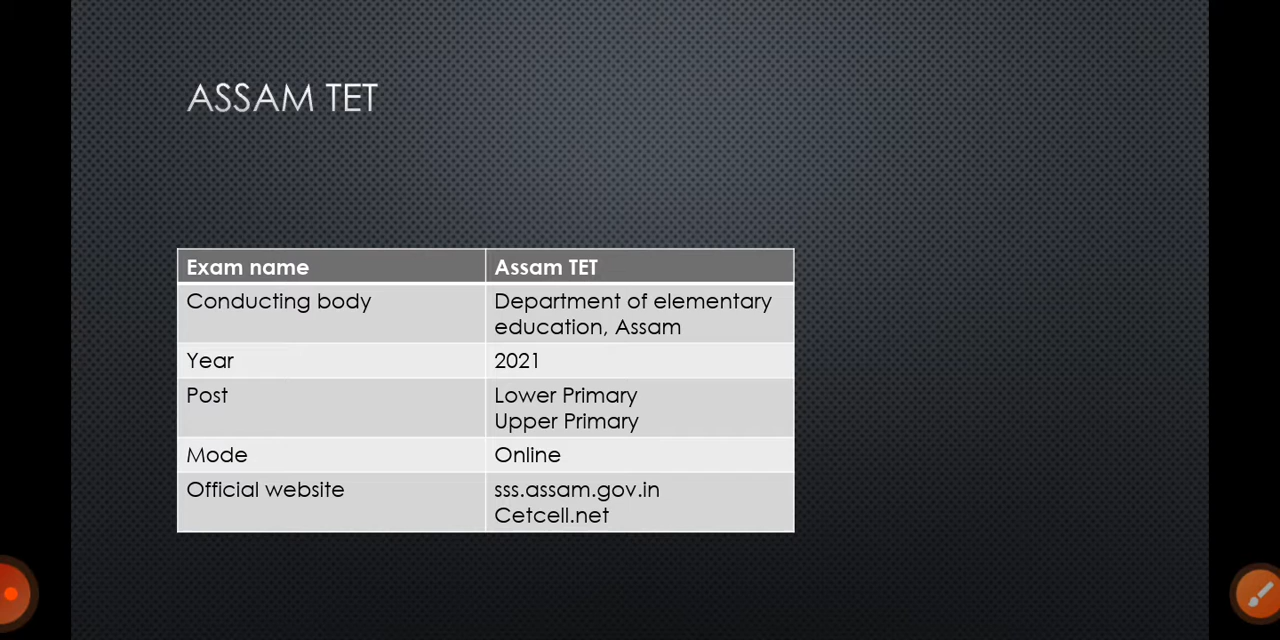 ASSAM TET
Exam name Assam TET
Conducting body Department of elementary
education, Assam
Year 2021
Post Lower Primary
Upper Primary
Mode Online
Official website sss.assam.gov.in
Cetcell.net